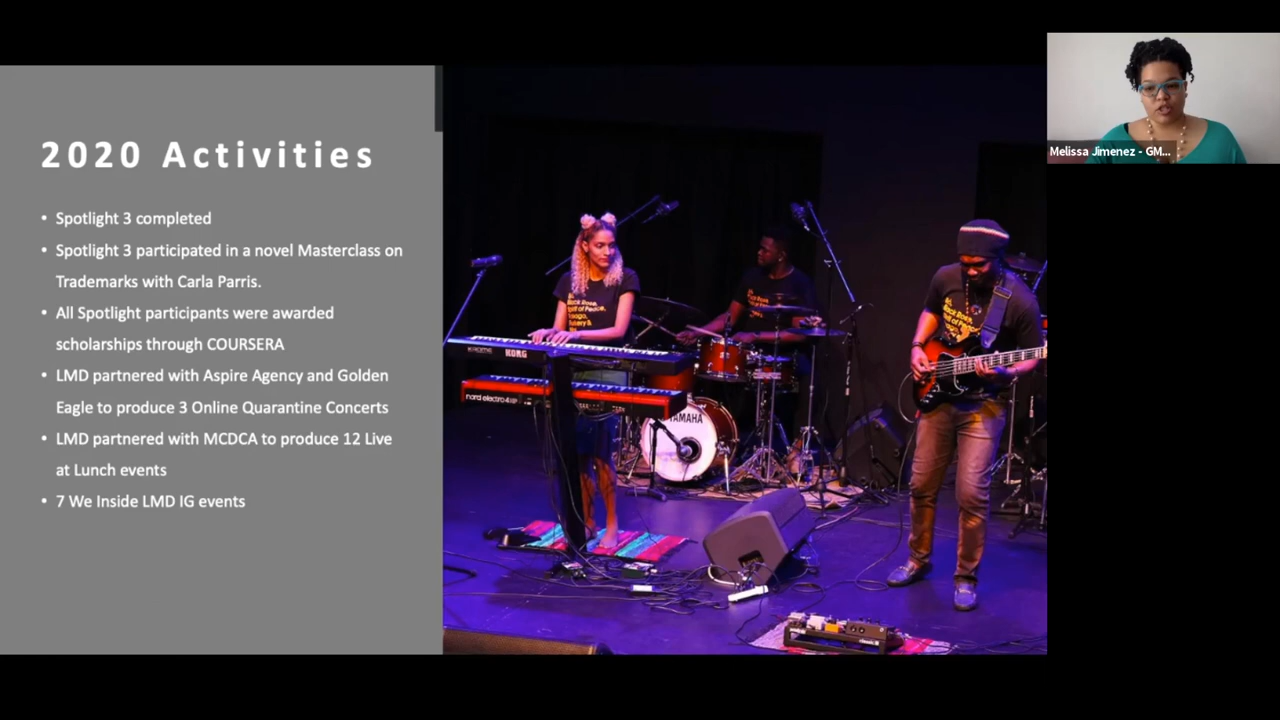 2020 Activities
• Spotlight 3 completed
• Spotlight 3 participated in a novel Masterclass on
Trademarks with Carla Parris.
• All Spotlight participants were awarded
scholarships through COURSERA
• LMD partnered with Aspire Agency and Golden
Eagle to produce 3 Online Quarantine Concerts
• LMD partnered with MCDCA to produce 12 Live
at Lunch events
• 7 We Inside LMD IG events
Melissa Jimenez - GM...
KORG
nord electro
YAMAHA